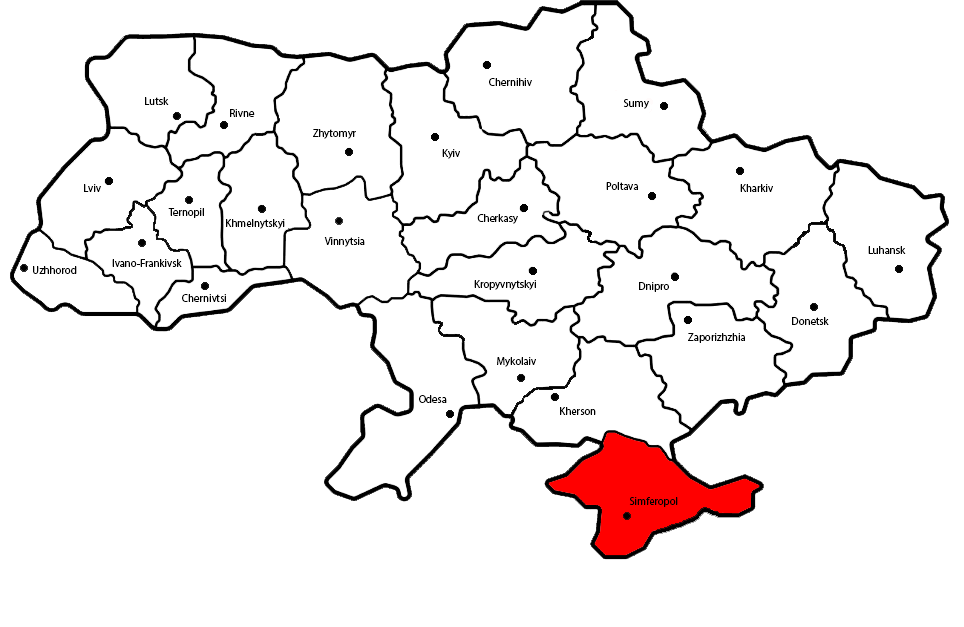 Chernihiv
Lutsk
Sumy
Rivne
Zhytomyr
Kyiv
Lviv
Poltava
Kharkiv
Ternopil
Cherkasy
Khmelnytskyi
Vinnytsia
Luhansk
Ivano-Frankivsk
Uzhhorod
Kropyvnytskyi
Dnipro
Chernivtsi
Donetsk
Zaporizhzhia
Mykolaiv
Odesa
Kherson
Simferopol